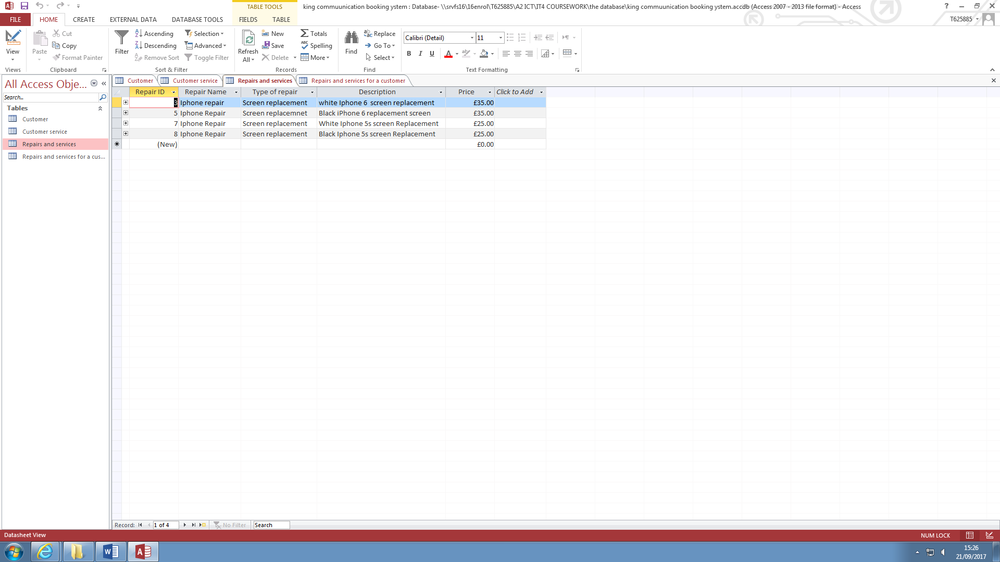 TABLE TOOLS
king commuunication booking ystem : Database- \\srvfs16\16enrol\T625885\A2 ICT\IT4 COURSEWORK\the database\king commuunication booking ystem.accdb (Access 2007 - 2013 file format) - Access
FILE HOME CREATE EXTERNAL DATA DATABASE TOOLS FIELDS TABLE T625885
View
Views
Paste
Cut
Copy
Format Painter
Clipboard
Filter
Ascending
Descending
Remove Sort
Selection
Advanced
Toggle Filter
Sort & Filter
Refresh
All
New
Save
Delete
Totals
Spelling
More
Records
Find
Replace
Go To
Select
Find
Calibri (Detail) 11
B I U
Text Formatting
All Access Obje...
Search...
Tables
Customer
Customer service
Repairs and services
Repairs and services for a cus...
Customer Customer service Repairs and services Repairs and services for a customer
Repair ID Repair Name Type of repair Description Price Click to Add
3 Iphone repair Screen replacement white Iphone 6 screen replacement £35.00
5 Iphone Repair Screen replacemnet Black iPhone 6 replacement screen £35.00
7 Iphone Repair Screen replacement White Iphone 5s screen Replacement £25.00
8 Iphone Repair Screen replacement Black Iphone 5s screen Replacement £25.00
(New) £0.00
Record: 1 of 4 No Filter Search
Datasheet View NUM LOCK
15:26
21/09/2017